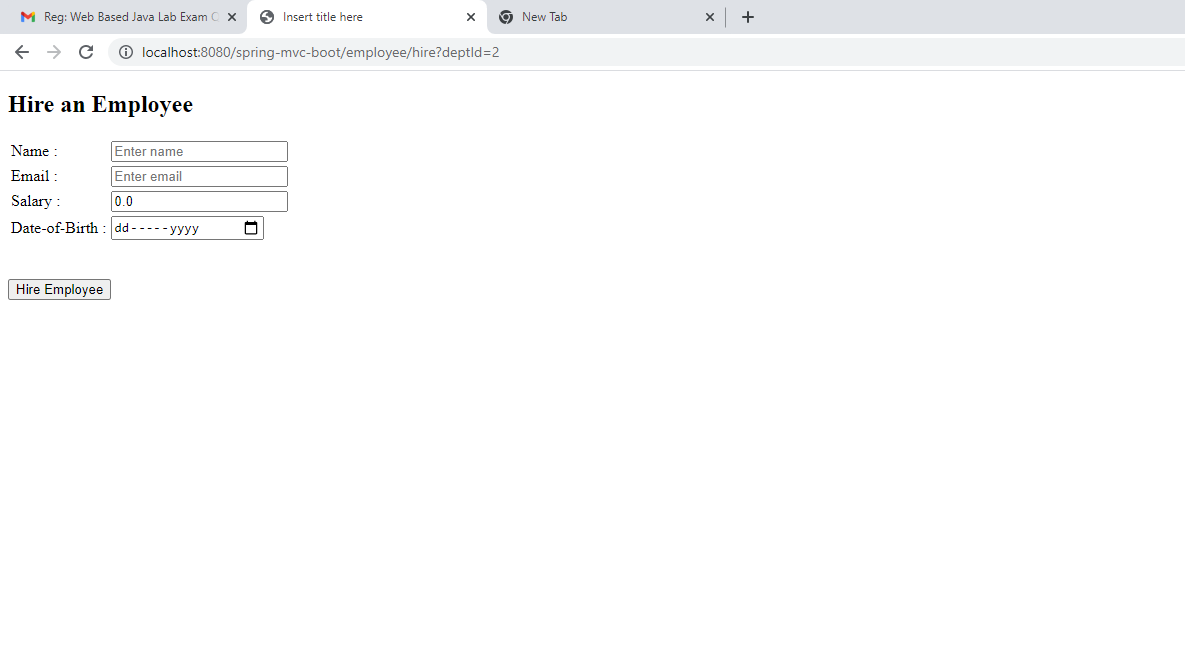 Reg: Web Based Java Lab Exam
Insert title here
New Tab
localhost:8080/spring-mvc-boot/employee/hire?deptId=2
Hire an Employee
Name : Enter name
Email : Enter email
Salary : 0.0
Date-of-Birth : dd-----yyyy
Hire Employee